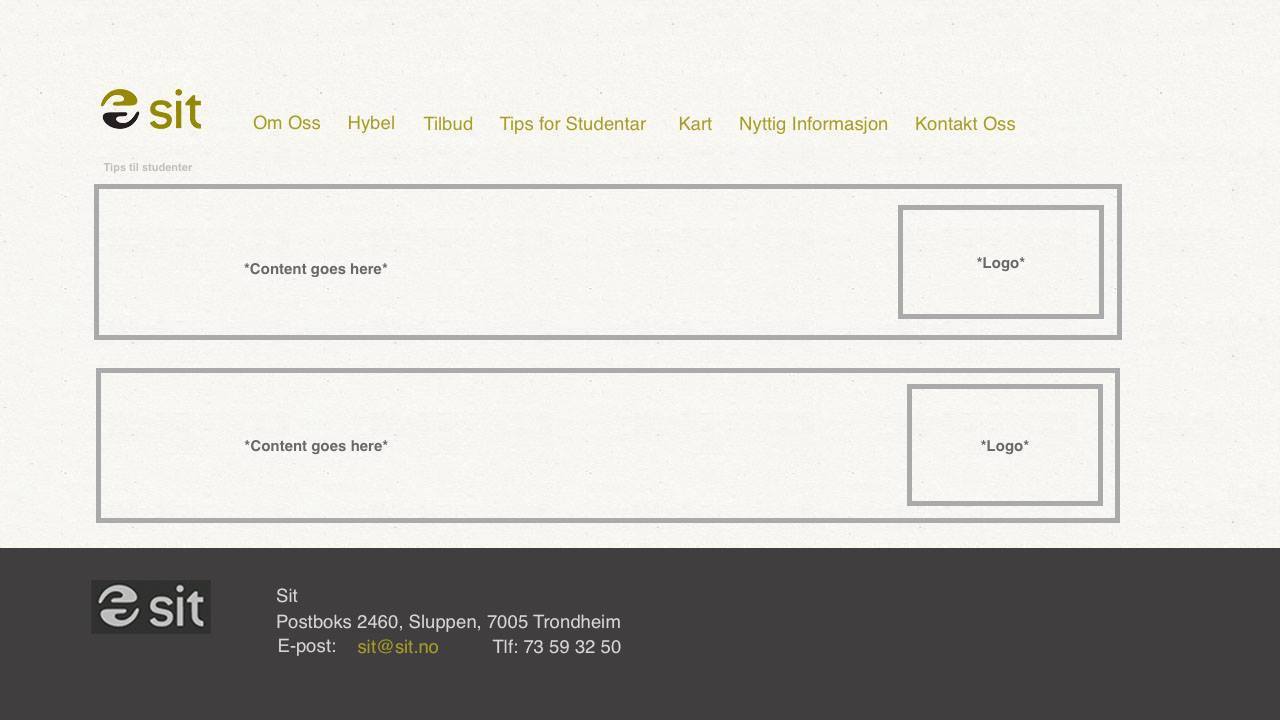 sit
Om Oss Hybel Tilbud Tips for Studentar Kart Nyttig Informasjon Kontakt Oss
Tips til studenter
*Content goes here*
*Logo*
*Content goes here*
*Logo*
sit
Sit
Postboks 2460, Sluppen, 7005 Trondheim
E-post: sit@sit.no Tlf: 73 59 32 50